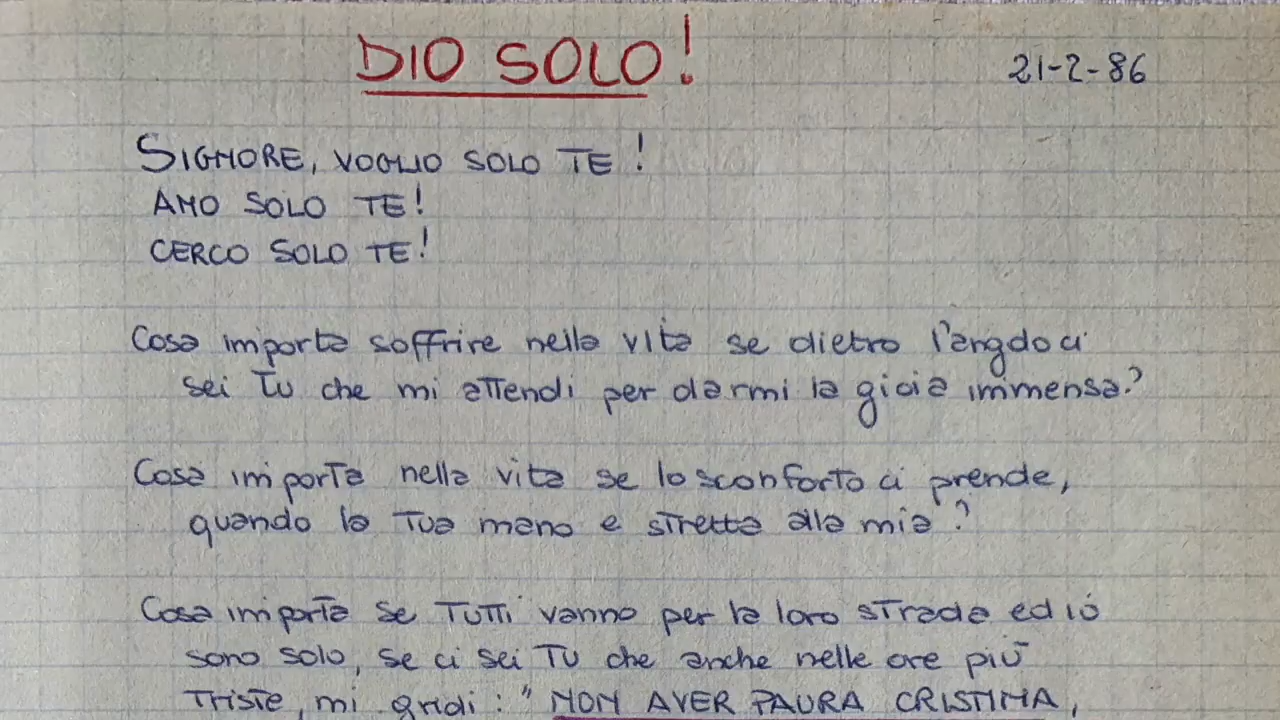 DIO SOLO!
21-2-86
SIGNORE, VOGLIO SOLO TE!
AMO SOLO TE!
CERCO SOLO TE!
Cosa importa soffrire nella vita se dietro l'angolo ci
sei Tu che mi attendi per darmi la gioia immensa?
Cosa importa nella vita se lo sconforto ci prende,
quando la Tua mano e stretta alla mia?
Cosa importa se TUTTI vanno per la loro strada ed io
sono solo, se ci sei TU che anche nelle ore più
Triste, mi gridi: "NON AVER PAURA CRISTINA,